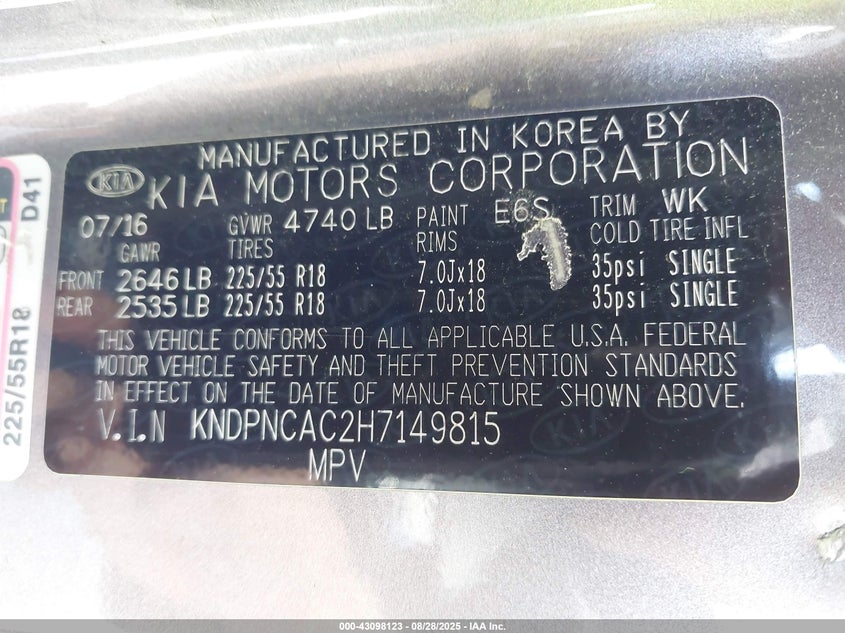 MANUFACTURED IN KOREA BY
KIA KIA MOTORS CORPORATION
07/16 GVWR 4740 LB PAINT E6S TRIM WK
GAWR TIRES RIMS COLD TIRE INFL
FRONT 2646 LB 225/55 R18 7.0Jx18 35psi SINGLE
REAR 2535 LB 225/55 R18 7.0Jx18 35psi SINGLE
THIS VEHICLE CONFORMS TO ALL APPLICABLE U.S.A. FEDERAL
MOTOR VEHICLE SAFETY AND THEFT PREVENTION STANDARDS
IN EFFECT ON THE DATE OF MANUFACTURE SHOWN ABOVE.
V.I.N KNDPNCAC2H7149815
MPV
225/55R18
D41
000-43098123 - 08/28/2025 - IAA Inc.